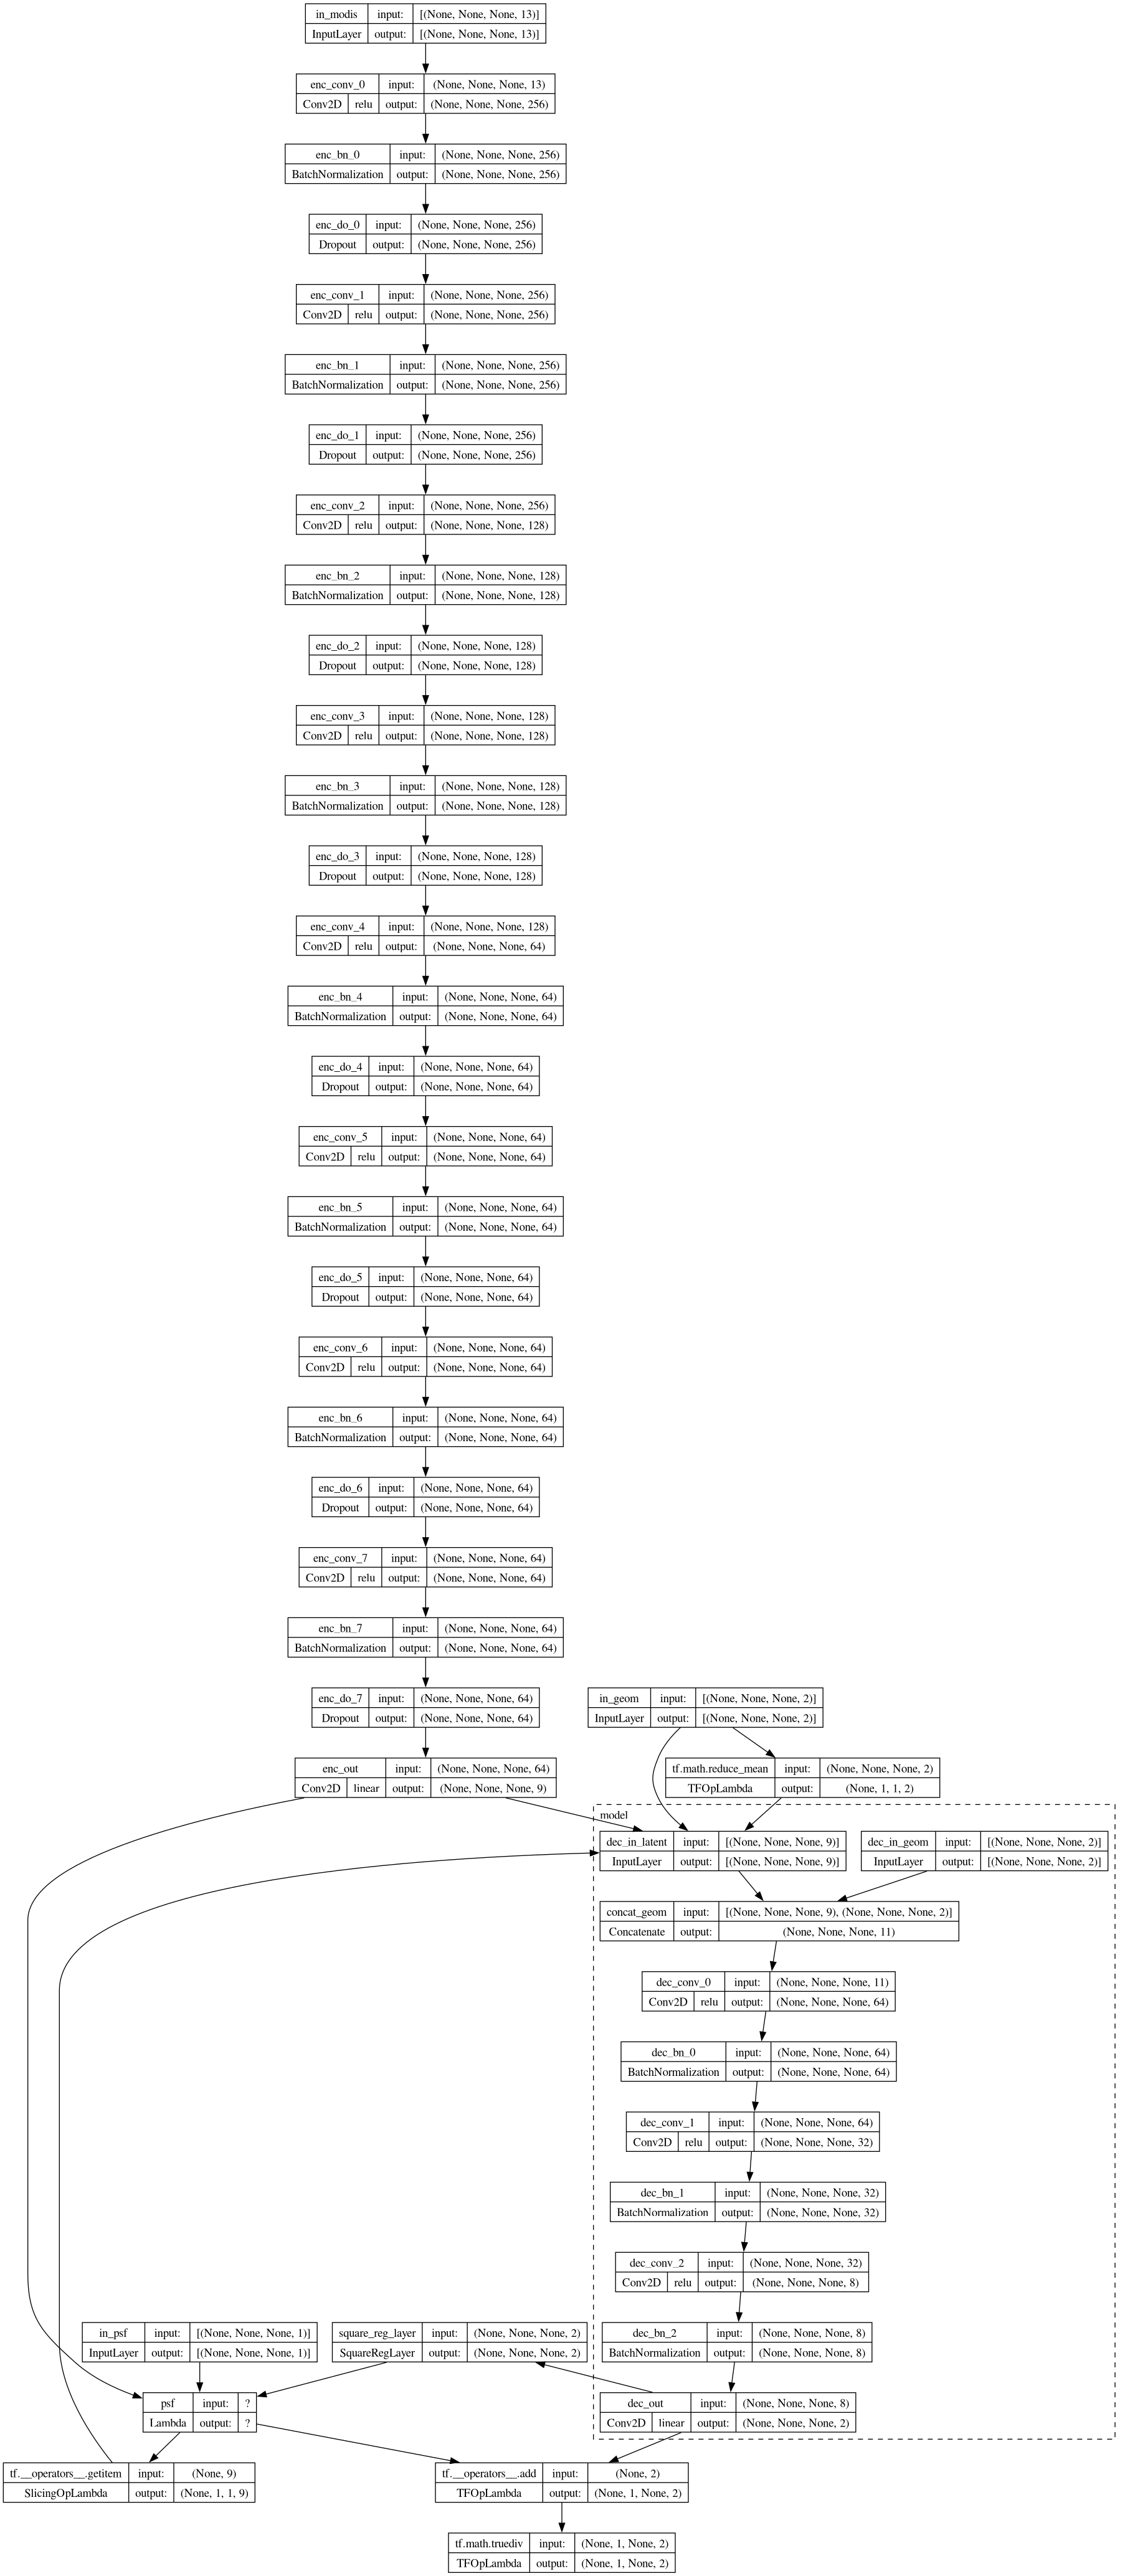 in_modis input: [(None, None, None, 13)]
InputLayer output: [(None, None, None, 13)]
enc_conv_0 input: (None, None, None, 13)
Conv2D relu output: (None, None, None, 256)
enc_bn_0 input: (None, None, None, 256)
BatchNormalization output: (None, None, None, 256)
enc_do_0 input: (None, None, None, 256)
Dropout output: (None, None, None, 256)
enc_conv_1 input: (None, None, None, 256)
Conv2D relu output: (None, None, None, 256)
enc_bn_1 input: (None, None, None, 256)
BatchNormalization output: (None, None, None, 256)
enc_do_1 input: (None, None, None, 256)
Dropout output: (None, None, None, 256)
enc_conv_2 input: (None, None, None, 256)
Conv2D relu output: (None, None, None, 128)
enc_bn_2 input: (None, None, None, 128)
BatchNormalization output: (None, None, None, 128)
enc_do_2 input: (None, None, None, 128)
Dropout output: (None, None, None, 128)
enc_conv_3 input: (None, None, None, 128)
Conv2D relu output: (None, None, None, 128)
enc_bn_3 input: (None, None, None, 128)
BatchNormalization output: (None, None, None, 128)
enc_do_3 input: (None, None, None, 128)
Dropout output: (None, None, None, 128)
enc_conv_4 input: (None, None, None, 128)
Conv2D relu output: (None, None, None, 64)
enc_bn_4 input: (None, None, None, 64)
BatchNormalization output: (None, None, None, 64)
enc_do_4 input: (None, None, None, 64)
Dropout output: (None, None, None, 64)
enc_conv_5 input: (None, None, None, 64)
Conv2D relu output: (None, None, None, 64)
enc_bn_5 input: (None, None, None, 64)
BatchNormalization output: (None, None, None, 64)
enc_do_5 input: (None, None, None, 64)
Dropout output: (None, None, None, 64)
enc_conv_6 input: (None, None, None, 64)
Conv2D relu output: (None, None, None, 64)
enc_bn_6 input: (None, None, None, 64)
BatchNormalization output: (None, None, None, 64)
enc_do_6 input: (None, None, None, 64)
Dropout output: (None, None, None, 64)
enc_conv_7 input: (None, None, None, 64)
Conv2D relu output: (None, None, None, 64)
enc_bn_7 input: (None, None, None, 64)
BatchNormalization output: (None, None, None, 64)
enc_do_7 input: (None, None, None, 64)
Dropout output: (None, None, None, 64)
in_geom input: [(None, None, None, 2)]
InputLayer output: [(None, None, None, 2)]
enc_out input: (None, None, None, 64)
Conv2D linear output: (None, None, None, 9)
tf.math.reduce_mean input: (None, None, None, 2)
TFOpLambda output: (None, 1, 1, 2)
model
dec_in_latent input: [(None, None, None, 9)]
InputLayer output: [(None, None, None, 9)]
dec_in_geom input: [(None, None, None, 2)]
InputLayer output: [(None, None, None, 2)]
concat_geom input: [(None, None, None, 9), (None, None, None, 2)]
Concatenate output: (None, None, None, 11)
dec_conv_0 input: (None, None, None, 11)
Conv2D relu output: (None, None, None, 64)
dec_bn_0 input: (None, None, None, 64)
BatchNormalization output: (None, None, None, 64)
dec_conv_1 input: (None, None, None, 64)
Conv2D relu output: (None, None, None, 32)
dec_bn_1 input: (None, None, None, 32)
BatchNormalization output: (None, None, None, 32)
dec_conv_2 input: (None, None, None, 32)
Conv2D relu output: (None, None, None, 8)
in_psf input: [(None, None, None, 1)]
InputLayer output: [(None, None, None, 1)]
square_reg_layer input: (None, None, None, 2)
SquareRegLayer output: (None, None, None, 2)
dec_bn_2 input: (None, None, None, 8)
BatchNormalization output: (None, None, None, 8)
psf input: ?
Lambda output: ?
dec_out input: (None, None, None, 8)
Conv2D linear output: (None, None, None, 2)
tf.__operators__.getitem input: (None, 9)
SlicingOpLambda output: (None, 1, 1, 9)
tf.__operators__.add input: (None, 2)
TFOpLambda output: (None, 1, None, 2)
tf.math.truediv input: (None, 1, None, 2)
TFOpLambda output: (None, 1, None, 2)